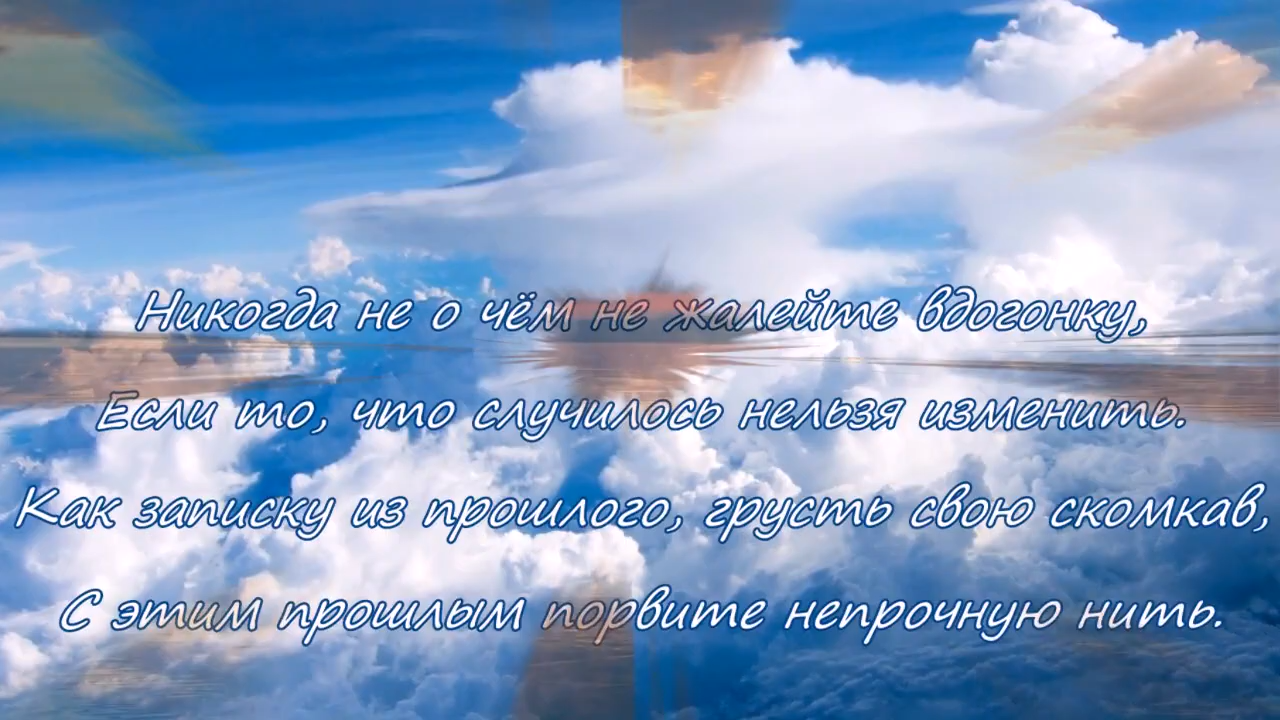 Никогда не о чём не жалейте вдогонку,
Если то, что случилось нельзя изменить.
Как записку из прошлого, грусть свою скомкав,
С этим прошлым порвите непрочную нить.